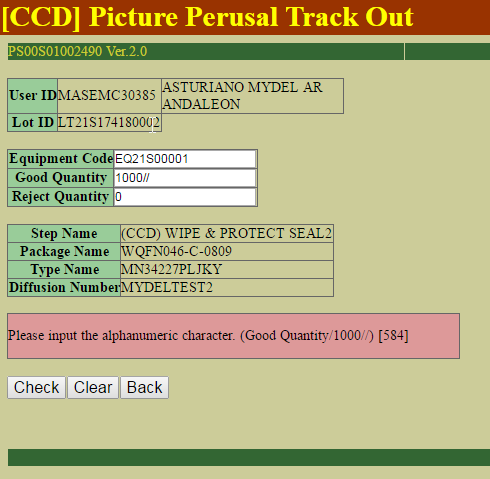 [CCD] Picture Perusal Track Out
PS00S01002490 Ver.2.0
User ID MASEMC30385 ASTURIANO MYDEL AR
ANDALEON
Lot ID LT21S174180002
Equipment Code EQ21S00001
Good Quantity 1000//
Reject Quantity 0
Step Name (CCD) WIPE & PROTECT SEAL2
Package Name WQFN046-C-0809
Type Name MN34227PLJKY
Diffusion Number MYDELTEST2
Please input the alphanumeric character. (Good Quantity/1000//) [584]
Check Clear Back